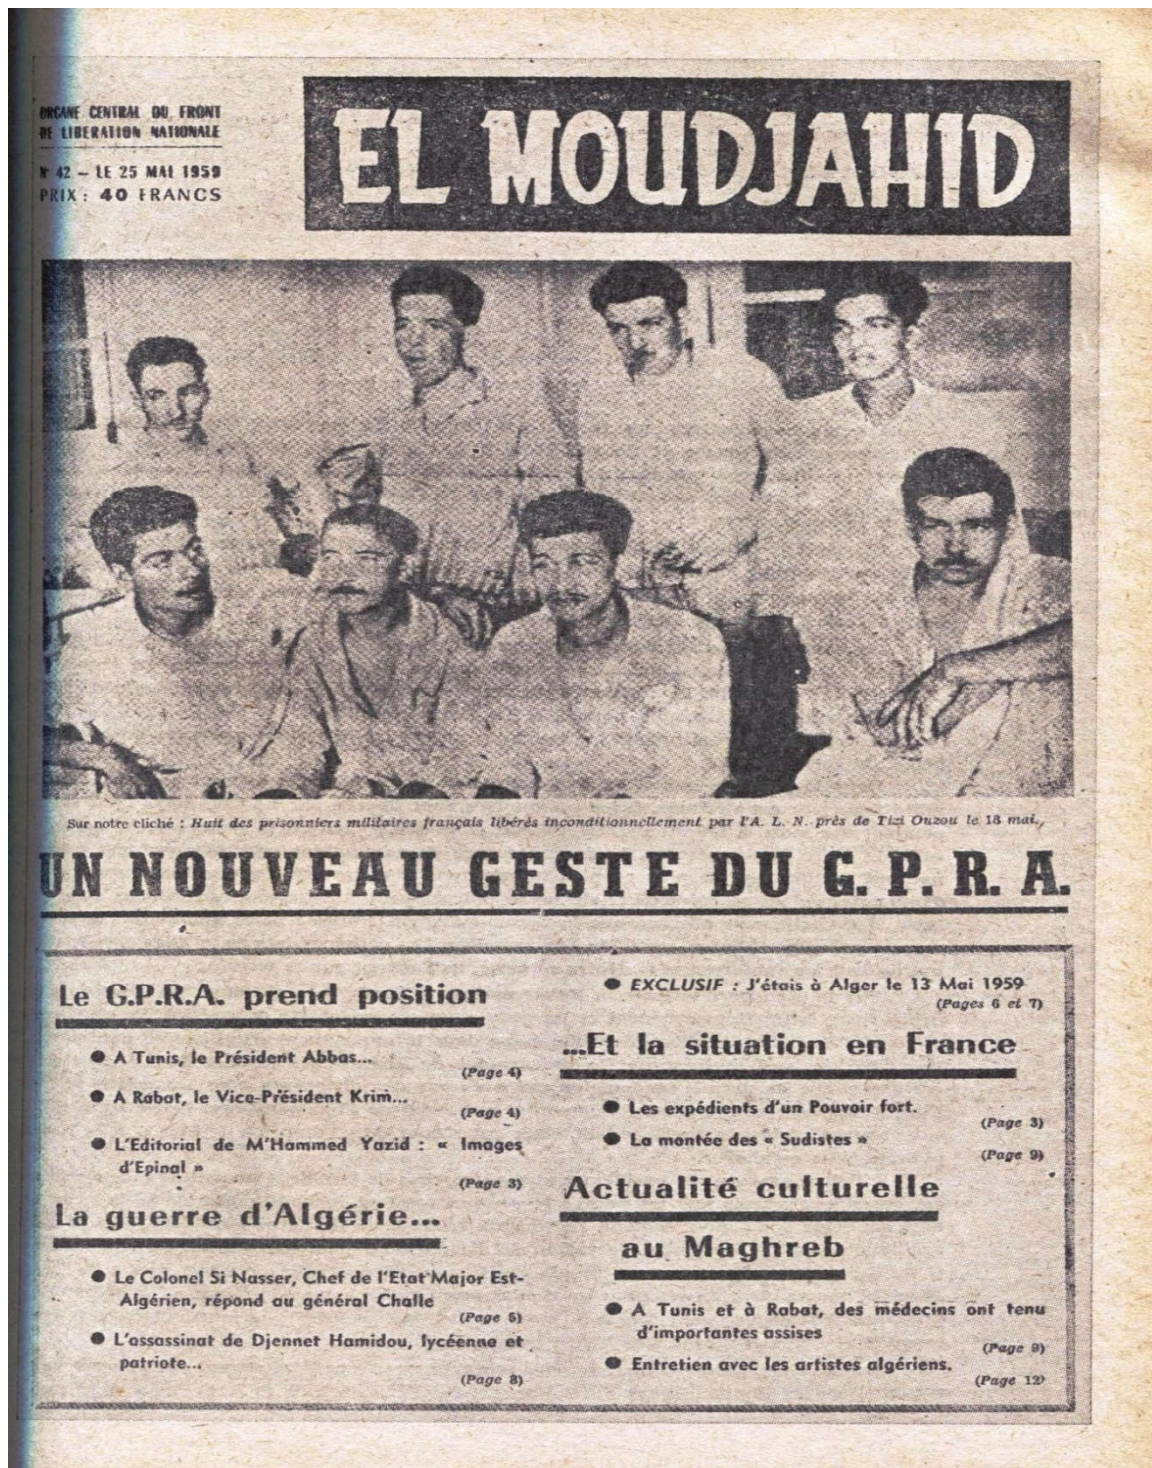 ORGANE CENTRAL DU FRONT
DE LIBERATION NATIONALE
N° 42 - LE 25 MAI 1959
PRIX : 40 FRANCS
EL MOUDJAHID
Sur notre cliché : Huit des prisonniers militaires français libérés inconditionnellement par l'A. L. N. près de Tizi Ouzou le 18 mai,
UN NOUVEAU GESTE DU G. P. R. A.
Le G.P.R.A. prend position
● A Tunis, le Président Abbas...
(Page 4)
● A Rabat, le Vice-Président Krim...
(Page 4)
● L'Editorial de M'Hammed Yazid : « Images
d'Epinal »
(Page 3)
La guerre d'Algérie...
● Le Colonel Si Nasser, Chef de l'Etat Major Est-
Algérien, répond au général Challe
(Page 5)
● L'assassinat de Djennet Hamidou, lycéenne et
patriote...
(Page 8)
● EXCLUSIF : J'étais à Alger le 13 Mai 1959
(Pages 6 et 7)
...Et la situation en France
● Les expédients d'un Pouvoir fort.
(Page 3)
● La montée des « Sudistes »
(Page 9)
Actualité culturelle
au Maghreb
● A Tunis et à Rabat, des médecins ont tenu
d'importantes assises
(Page 9)
● Entretien avec les artistes algériens.
(Page 12)